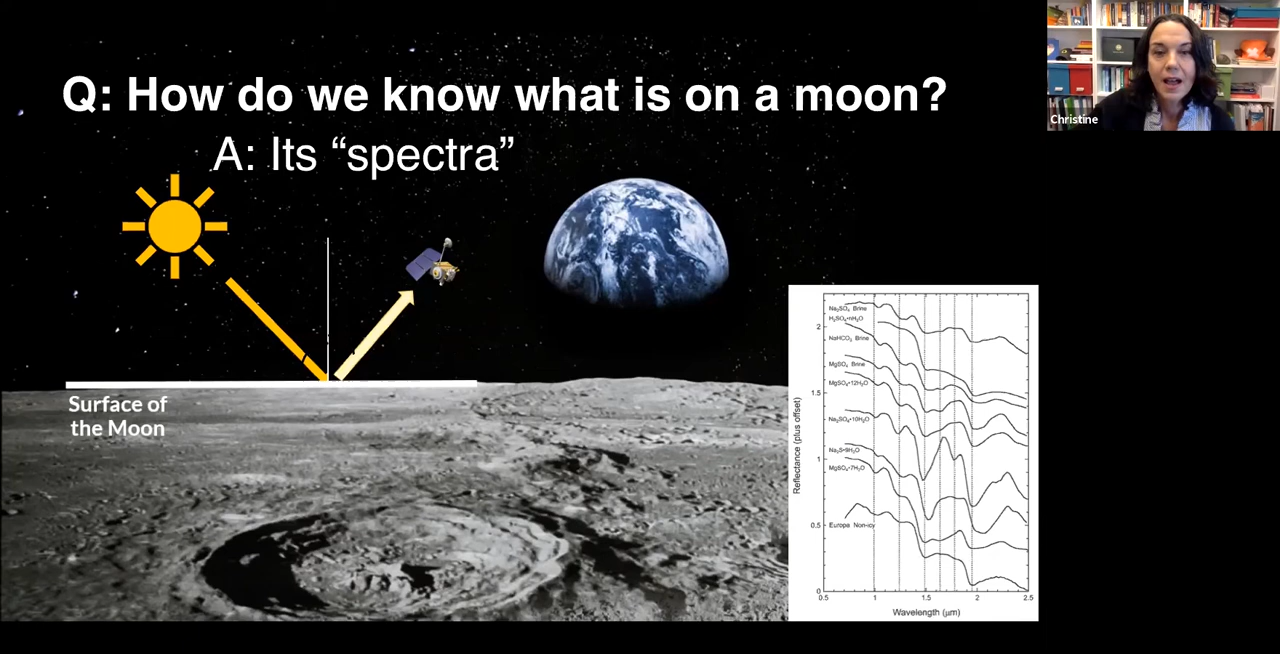 Q: How do we know what is on a moon?
A: Its “spectra”
Christine
Surface of
the Moon
Na₂SO₄ Brine
H₂SO₄•nH₂O
NaHCO₃ Brine
MgSO₄ Brine
MgSO₄•12H₂O
Na₂SO₄•10H₂O
Na₂S•9H₂O
MgSO₄•7H₂O
Europa Non-icy
Reflectance (plus offset)
2
1.5
1
0.5
0
0.5 1 1.5 2 2.5
Wavelength (μm)